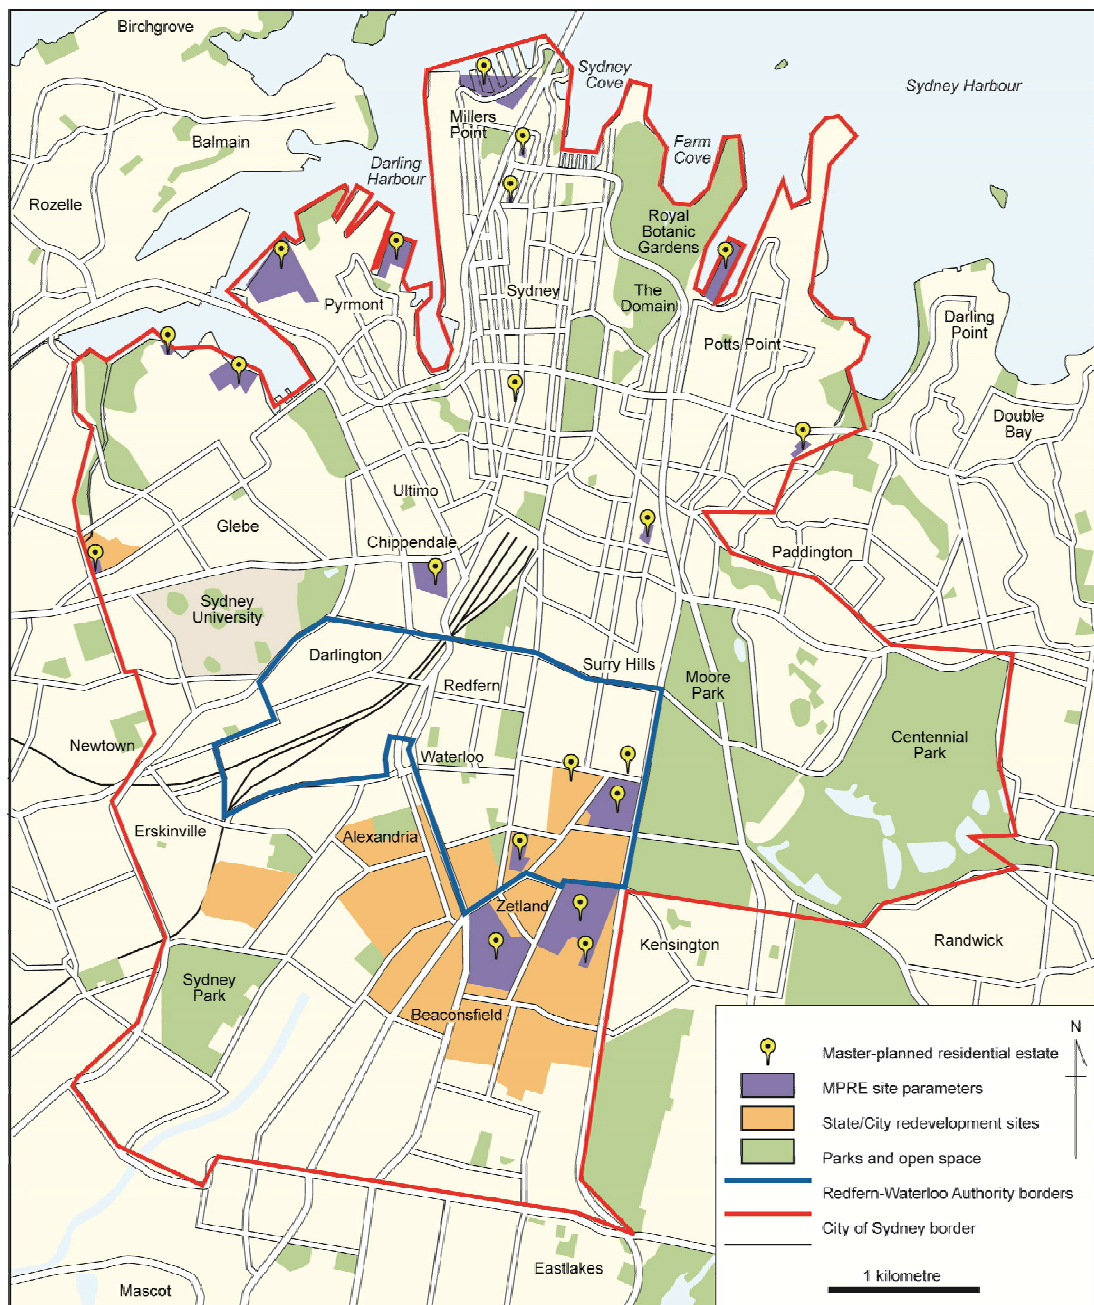 Birchgrove
Sydney
Cove
Sydney Harbour
Millers
Point
Balmain
Farm
Cove
Darling
Harbour
Rozelle
Royal
Botanic
Gardens
Pyrmont
Sydney
The
Domain
Darling
Point
Potts Point
Double
Bay
Ultimo
Glebe
Chippendale
Paddington
Sydney
University
Darlington
Surry Hills
Redfern
Moore
Park
Newtown
Centennial
Park
Waterloo
Erskinville
Alexandria
Zetland
Kensington
Randwick
Sydney
Park
Beaconsfield
N
Master-planned residential estate
MPRE site parameters
State/City redevelopment sites
Parks and open space
Redfern-Waterloo Authority borders
City of Sydney border
1 kilometre
Eastlakes
Mascot